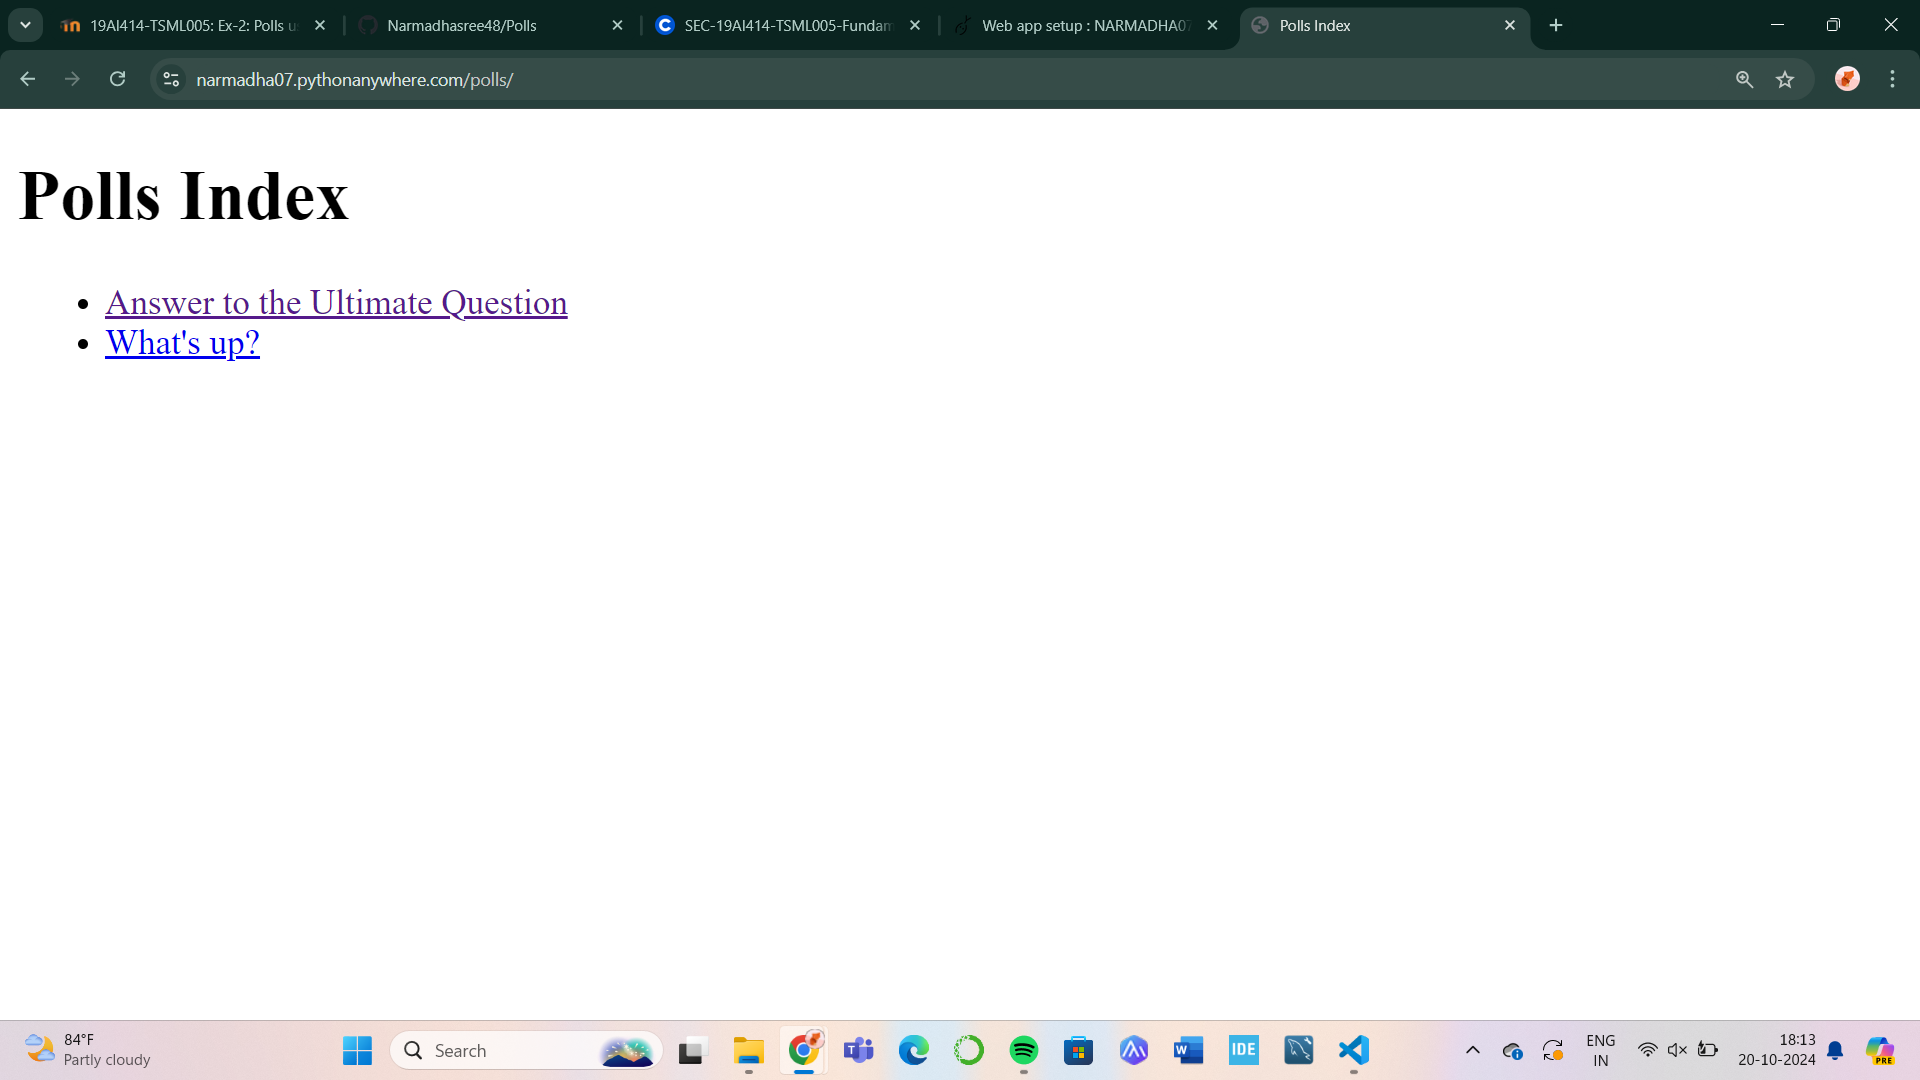 19AI414-TSML005: Ex-2: Polls u
Narmadhasree48/Polls
SEC-19AI414-TSML005-Fundam
Web app setup : NARMADHA07
Polls Index
narmadha07.pythonanywhere.com/polls/
Polls Index
Answer to the Ultimate Question
What's up?
84°F
Partly cloudy
Search
IDE
ENG
IN
18:13
20-10-2024
PRE